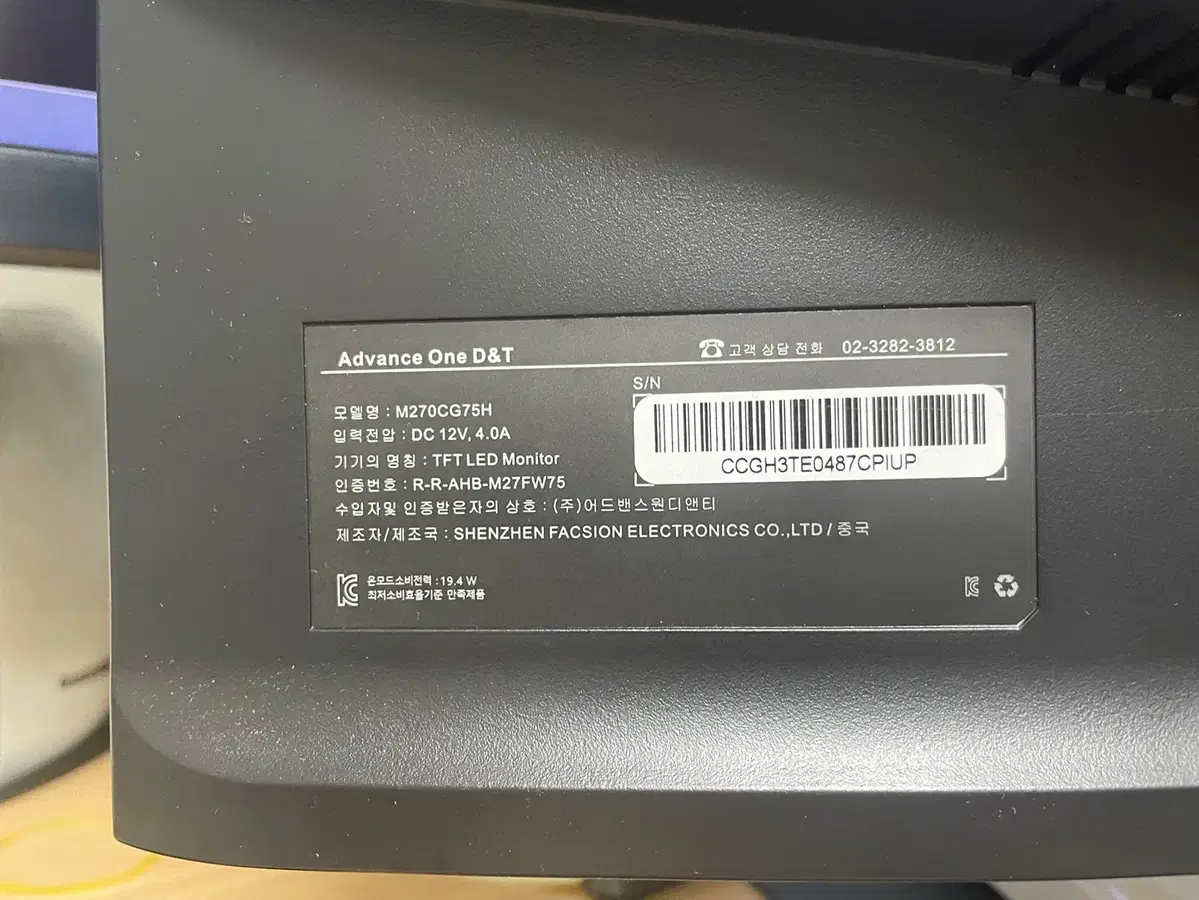 Advance One D&T
고객 상담 전화 02-3282-3812
S/N
CCGH3TE0487CPIUP
모델명 : M270CG75H
입력전압 : DC 12V, 4.0A
기기의 명칭 : TFT LED Monitor
인증번호 : R-R-AHB-M27FW75
수입자및 인증받은자의 상호 : (주)어드밴스원디앤티
제조자/제조국 : SHENZHEN FACSION ELECTRONICS CO.,LTD / 중국
온모드소비전력 : 19.4 W
최저소비효율기준 만족제품